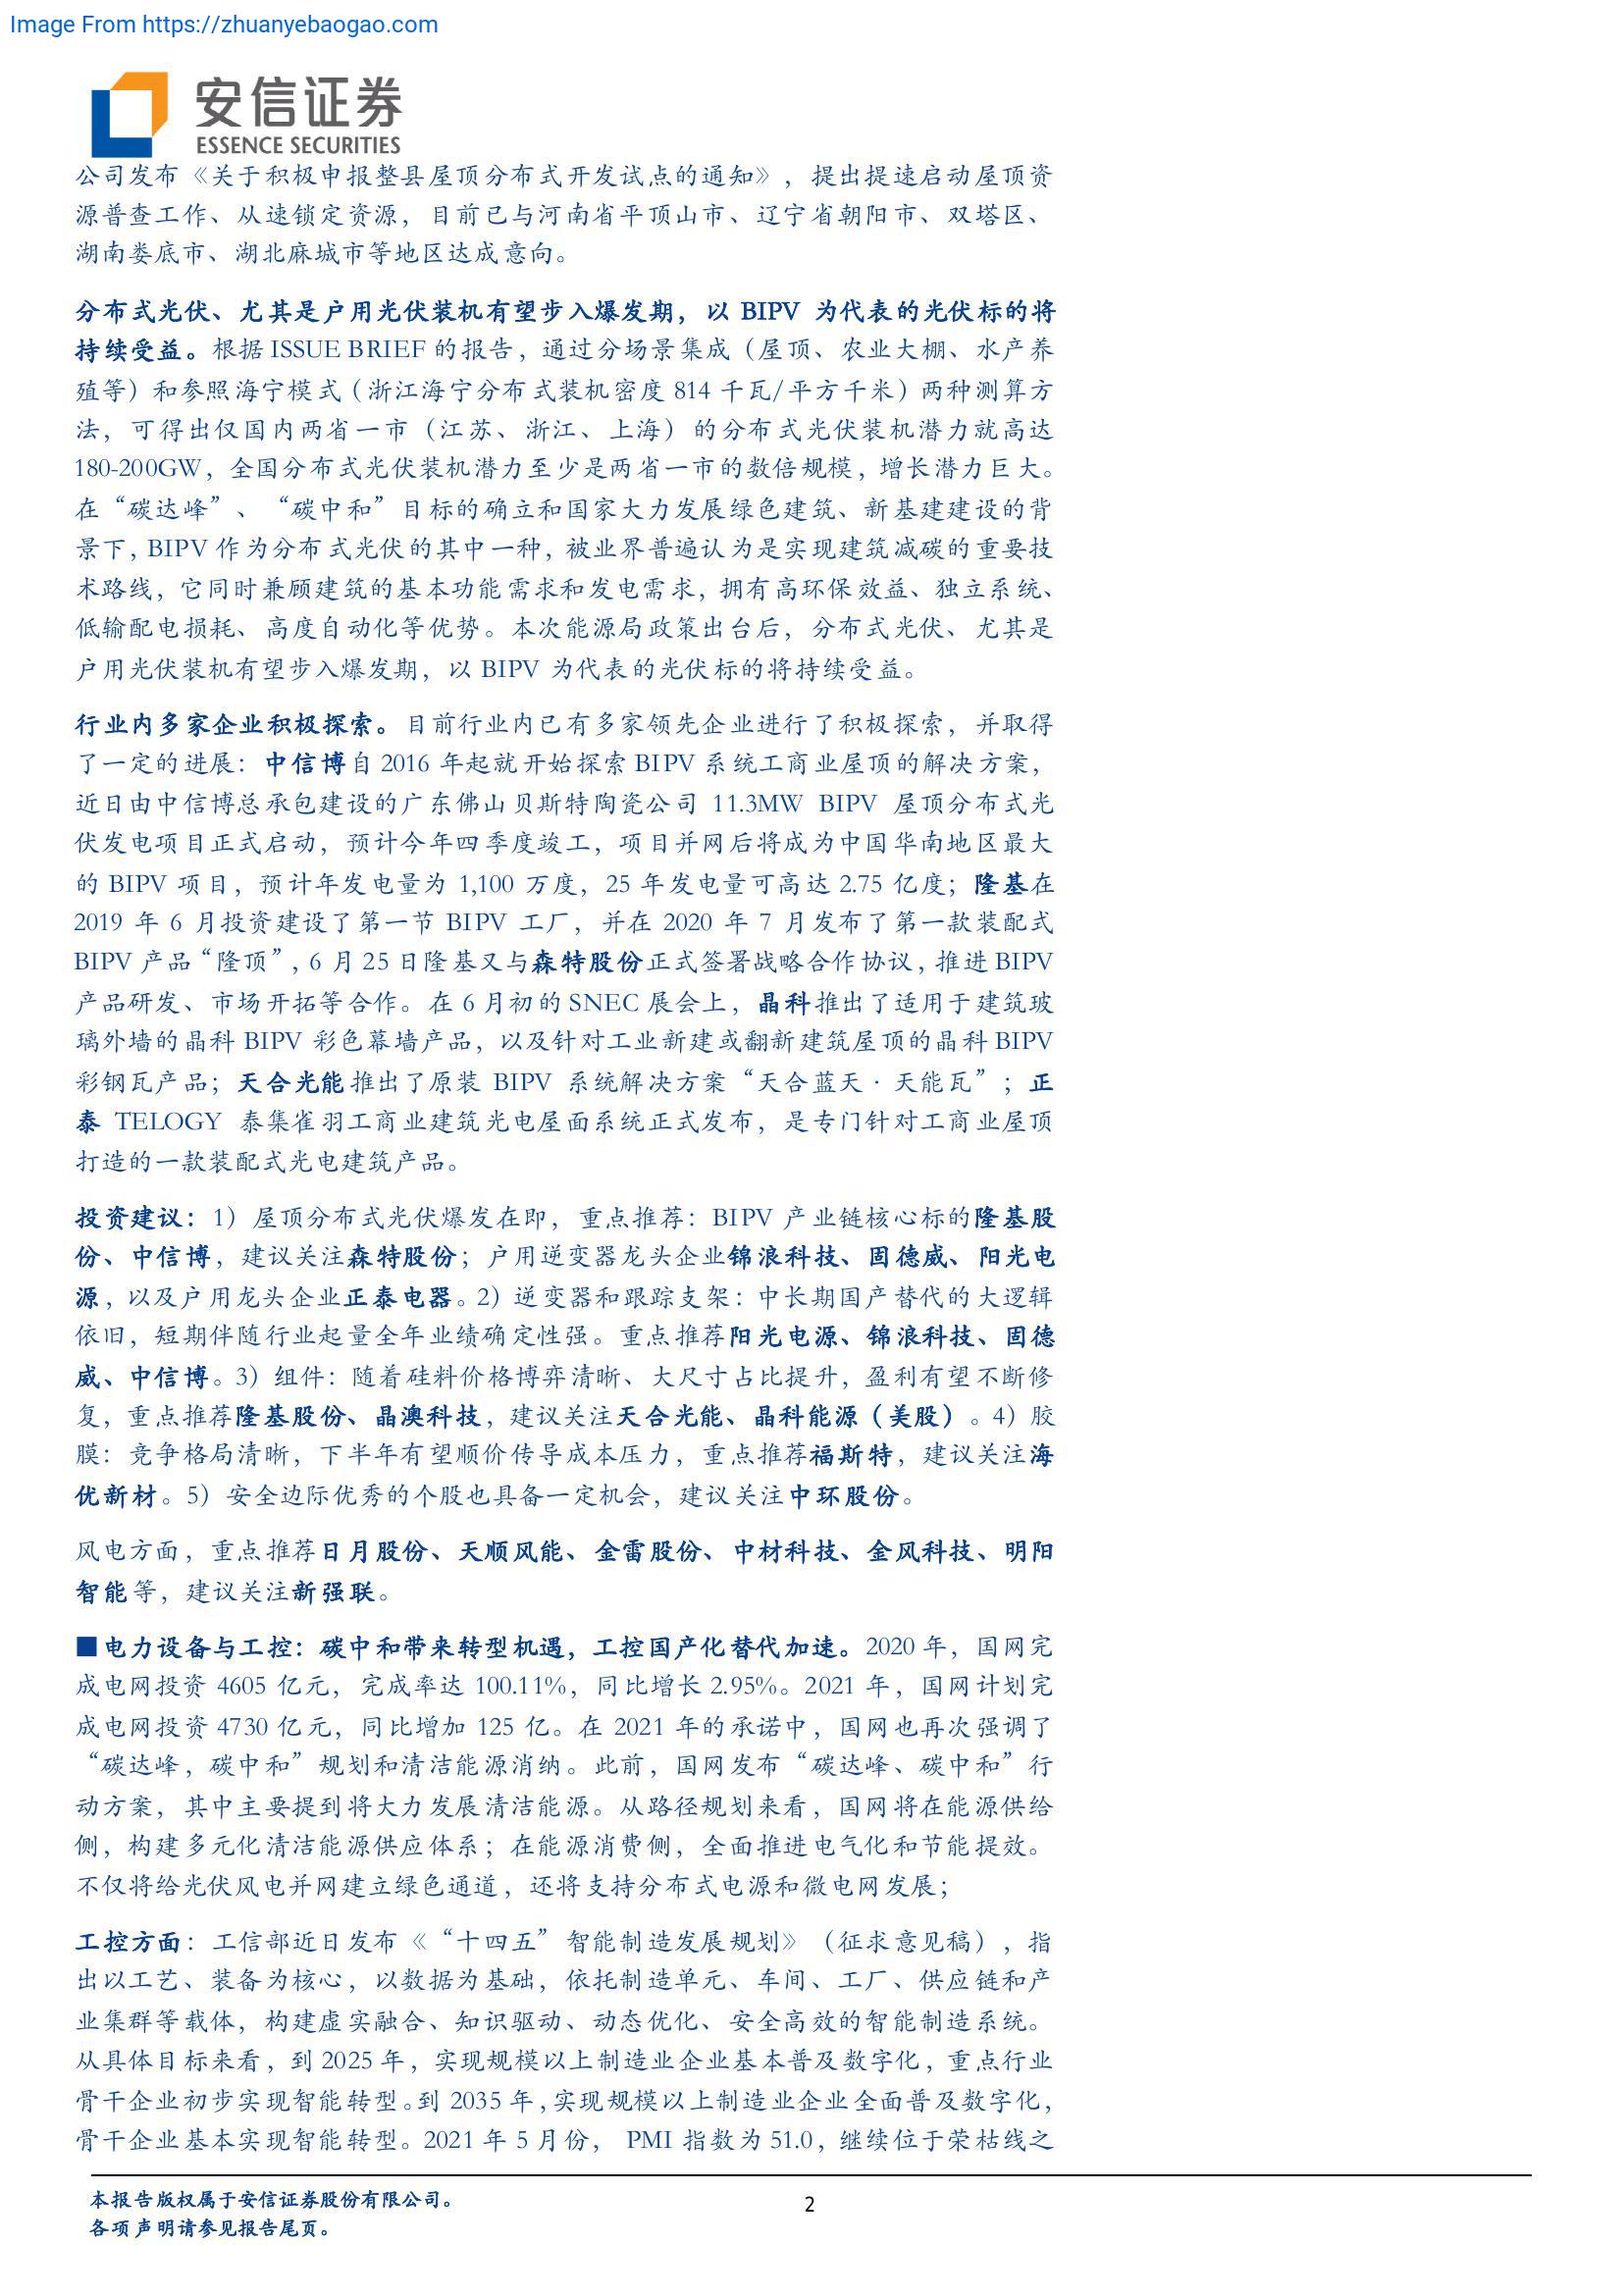 Image From https://zhuanyebaogao.com
安信证券
ESSENCE SECURITIES
公司发布《关于积极申报整县屋顶分布式开发试点的通知》，提出提速启动屋顶资
源普查工作、从速锁定资源，目前已与河南省平顶山市、辽宁省朝阳市、双塔区、
湖南娄底市、湖北麻城市等地区达成意向。
分布式光伏、尤其是户用光伏装机有望步入爆发期，以 BIPV 为代表的光伏标的将
持续受益。根据 ISSUE BRIEF 的报告，通过分场景集成（屋顶、农业大棚、水产养
殖等）和参照海宁模式（浙江海宁分布式装机密度 814 千瓦/平方千米）两种测算方
法，可得出仅国内两省一市（江苏、浙江、上海）的分布式光伏装机潜力就高达
180-200GW，全国分布式光伏装机潜力至少是两省一市的数倍规模，增长潜力巨大。
在“碳达峰”、“碳中和”目标的确立和国家大力发展绿色建筑、新基建建设的背
景下，BIPV 作为分布式光伏的其中一种，被业界普遍认为是实现建筑减碳的重要技
术路线，它同时兼顾建筑的基本功能需求和发电需求，拥有高环保效益、独立系统、
低输配电损耗、高度自动化等优势。本次能源局政策出台后，分布式光伏、尤其是
户用光伏装机有望步入爆发期，以 BIPV 为代表的光伏标的将持续受益。
行业内多家企业积极探索。目前行业内已有多家领先企业进行了积极探索，并取得
了一定的进展：中信博自 2016 年起就开始探索 BIPV 系统工商业屋顶的解决方案，
近日由中信博总承包建设的广东佛山贝斯特陶瓷公司 11.3MW BIPV 屋顶分布式光
伏发电项目正式启动，预计今年四季度竣工，项目并网后将成为中国华南地区最大
的 BIPV 项目，预计年发电量为 1,100 万度，25 年发电量可高达 2.75 亿度；隆基在
2019 年 6 月投资建设了第一节 BIPV 工厂，并在 2020 年 7 月发布了第一款装配式
BIPV 产品“隆顶”，6 月 25 日隆基又与森特股份正式签署战略合作协议，推进 BIPV
产品研发、市场开拓等合作。在 6 月初的 SNEC 展会上，晶科推出了适用于建筑玻
璃外墙的晶科 BIPV 彩色幕墙产品，以及针对工业新建或翻新建筑屋顶的晶科 BIPV
彩钢瓦产品；天合光能推出了原装 BIPV 系统解决方案“天合蓝天·天能瓦”；正
泰 TELOGY 泰集雀羽工商业建筑光电屋面系统正式发布，是专门针对工商业屋顶
打造的一款装配式光电建筑产品。
投资建议：1）屋顶分布式光伏爆发在即，重点推荐：BIPV 产业链核心标的隆基股
份、中信博，建议关注森特股份；户用逆变器龙头企业锦浪科技、固德威、阳光电
源，以及户用龙头企业正泰电器。2）逆变器和跟踪支架：中长期国产替代的大逻辑
依旧，短期伴随行业起量全年业绩确定性强。重点推荐阳光电源、锦浪科技、固德
威、中信博。3）组件：随着硅料价格博弈清晰、大尺寸占比提升，盈利有望不断修
复，重点推荐隆基股份、晶澳科技，建议关注天合光能、晶科能源（美股）。4）胶
膜：竞争格局清晰，下半年有望顺价传导成本压力，重点推荐福斯特，建议关注海
优新材。5）安全边际优秀的个股也具备一定机会，建议关注中环股份。
风电方面，重点推荐日月股份、天顺风能、金雷股份、中材科技、金风科技、明阳
智能等，建议关注新强联。
■电力设备与工控：碳中和带来转型机遇，工控国产化替代加速。2020 年，国网完
成电网投资 4605 亿元，完成率达 100.11%，同比增长 2.95%。2021 年，国网计划完
成电网投资 4730 亿元，同比增加 125 亿。在 2021 年的承诺中，国网也再次强调了
“碳达峰，碳中和”规划和清洁能源消纳。此前，国网发布“碳达峰、碳中和”行
动方案，其中主要提到将大力发展清洁能源。从路径规划来看，国网将在能源供给
侧，构建多元化清洁能源供应体系；在能源消费侧，全面推进电气化和节能提效。
不仅将给光伏风电并网建立绿色通道，还将支持分布式电源和微电网发展；
工控方面：工信部近日发布《“十四五”智能制造发展规划》（征求意见稿），指
出以工艺、装备为核心，以数据为基础，依托制造单元、车间、工厂、供应链和产
业集群等载体，构建虚实融合、知识驱动、动态优化、安全高效的智能制造系统。
从具体目标来看，到 2025 年，实现规模以上制造业企业基本普及数字化，重点行业
骨干企业初步实现智能转型。到 2035 年，实现规模以上制造业企业全面普及数字化，
骨干企业基本实现智能转型。2021 年 5 月份， PMI 指数为 51.0，继续位于荣枯线之
本报告版权属于安信证券股份有限公司。
2
各项声明请参见报告尾页。